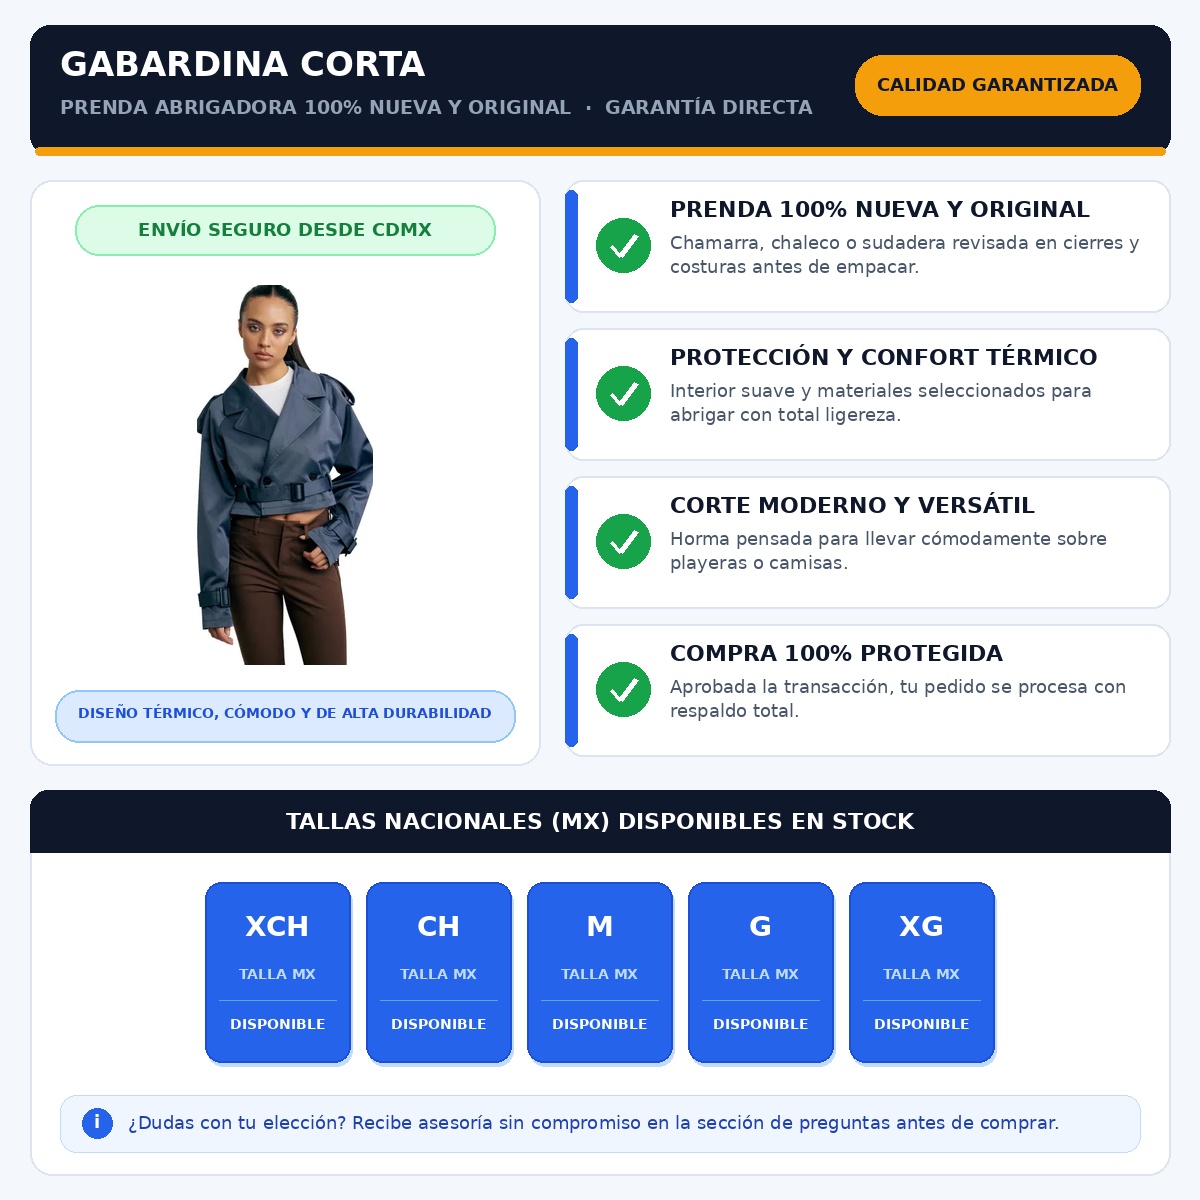 GABARDINA CORTA
PRENDA ABRIGADORA 100% NUEVA Y ORIGINAL · GARANTÍA DIRECTA
CALIDAD GARANTIZADA
ENVÍO SEGURO DESDE CDMX
DISEÑO TÉRMICO, CÓMODO Y DE ALTA DURABILIDAD
PRENDA 100% NUEVA Y ORIGINAL
Chamarra, chaleco o sudadera revisada en cierres y
costuras antes de empacar.
PROTECCIÓN Y CONFORT TÉRMICO
Interior suave y materiales seleccionados para
abrigar con total ligereza.
CORTE MODERNO Y VERSÁTIL
Horma pensada para llevar cómodamente sobre
playeras o camisas.
COMPRA 100% PROTEGIDA
Aprobada la transacción, tu pedido se procesa con
respaldo total.
TALLAS NACIONALES (MX) DISPONIBLES EN STOCK
XCH
TALLA MX
DISPONIBLE
CH
TALLA MX
DISPONIBLE
M
TALLA MX
DISPONIBLE
G
TALLA MX
DISPONIBLE
XG
TALLA MX
DISPONIBLE
i ¿Dudas con tu elección? Recibe asesoría sin compromiso en la sección de preguntas antes de comprar.